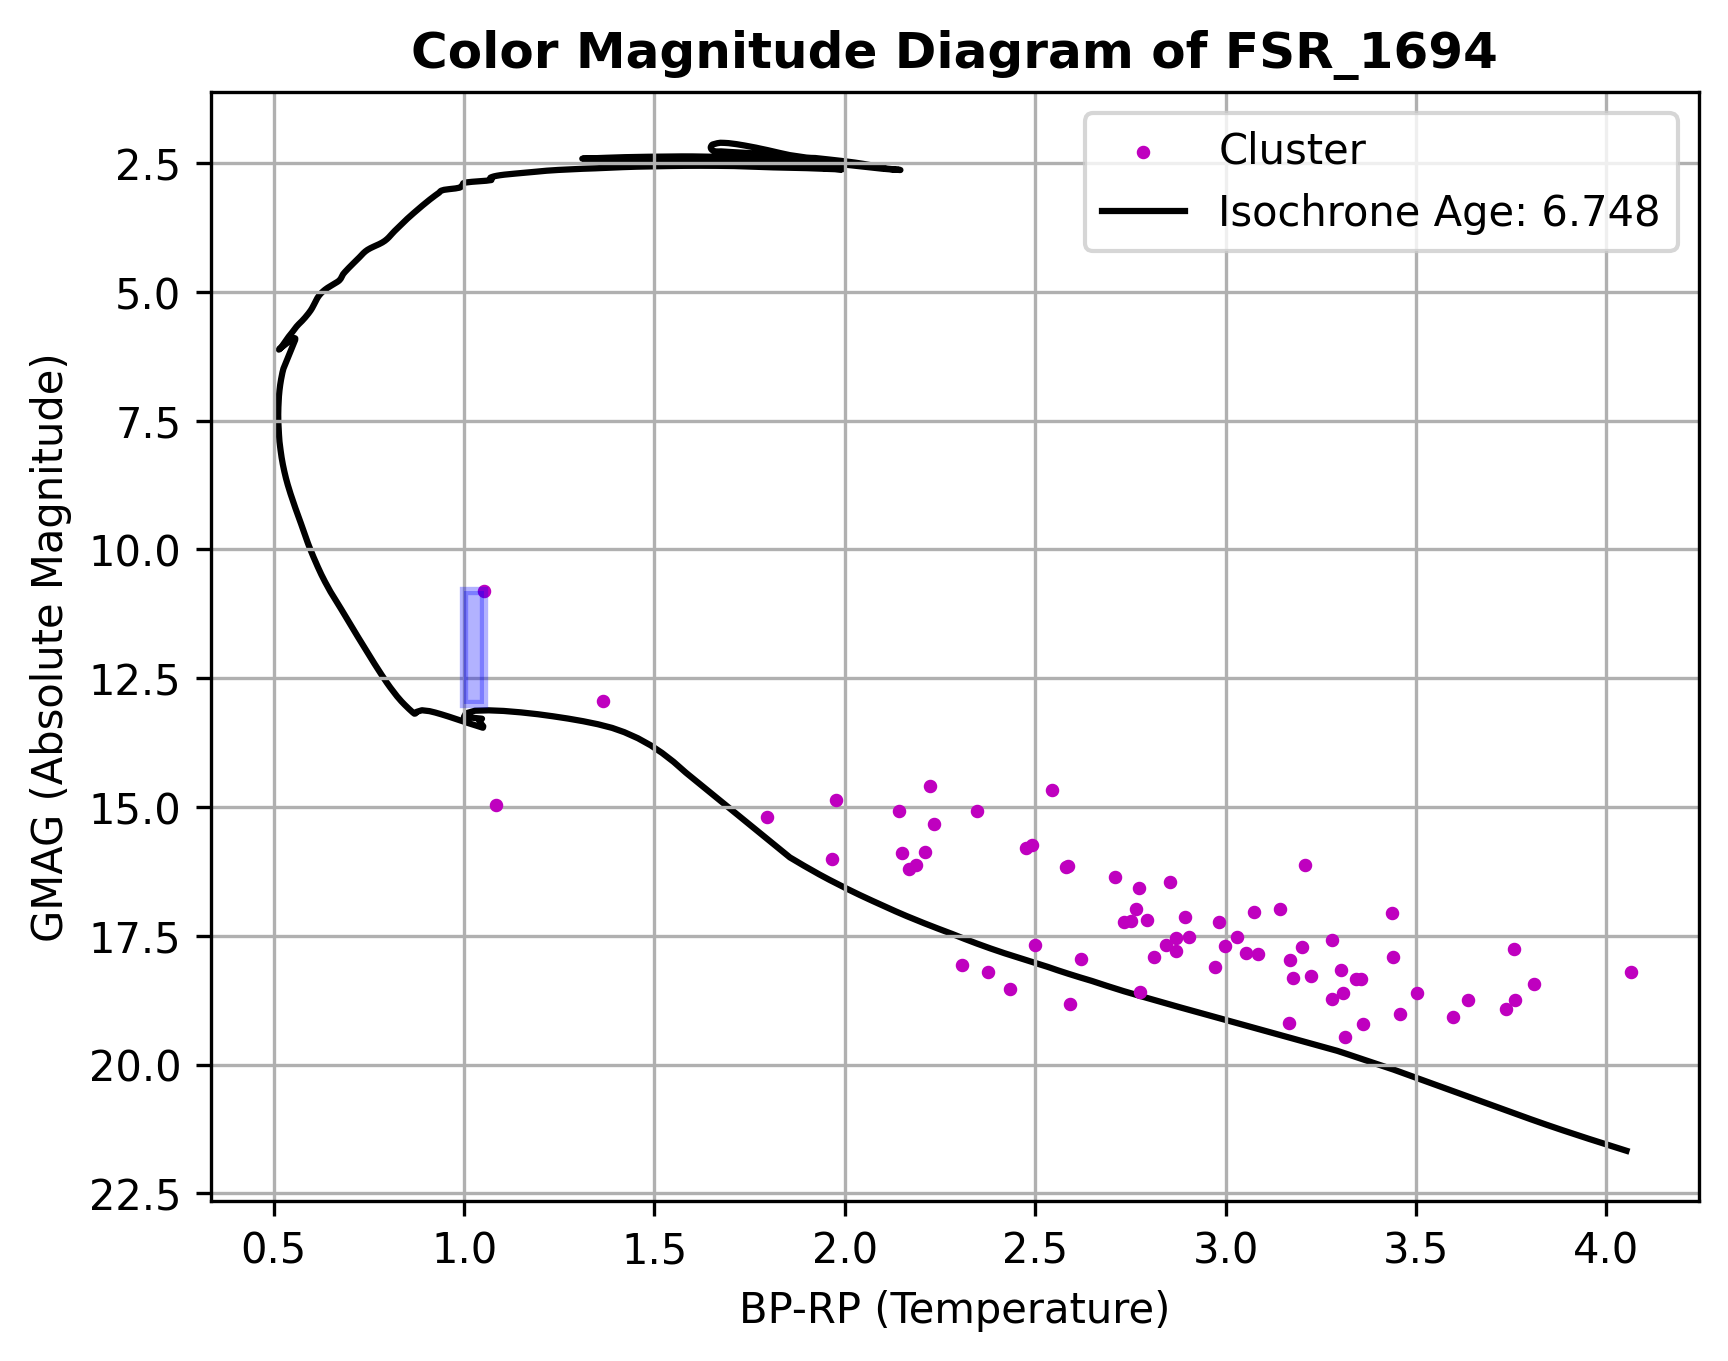 Color Magnitude Diagram of FSR_1694
Cluster
Isochrone Age: 6.748
GMAG (Absolute Magnitude)
2.5
5.0
7.5
10.0
12.5
15.0
17.5
20.0
22.5
0.5 1.0 1.5 2.0 2.5 3.0 3.5 4.0
BP-RP (Temperature)